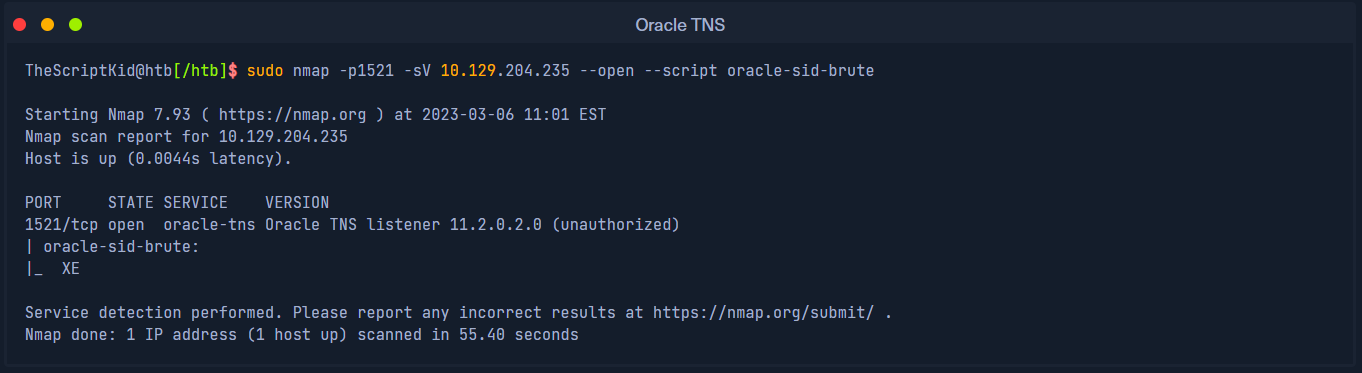 Oracle TNS
TheScriptKid@htb[/htb]$ sudo nmap -p1521 -sV 10.129.204.235 --open --script oracle-sid-brute
Starting Nmap 7.93 ( https://nmap.org ) at 2023-03-06 11:01 EST
Nmap scan report for 10.129.204.235
Host is up (0.0044s latency).
PORT     STATE SERVICE    VERSION
1521/tcp open  oracle-tns Oracle TNS listener 11.2.0.2.0 (unauthorized)
| oracle-sid-brute:
|_  XE
Service detection performed. Please report any incorrect results at https://nmap.org/submit/ .
Nmap done: 1 IP address (1 host up) scanned in 55.40 seconds